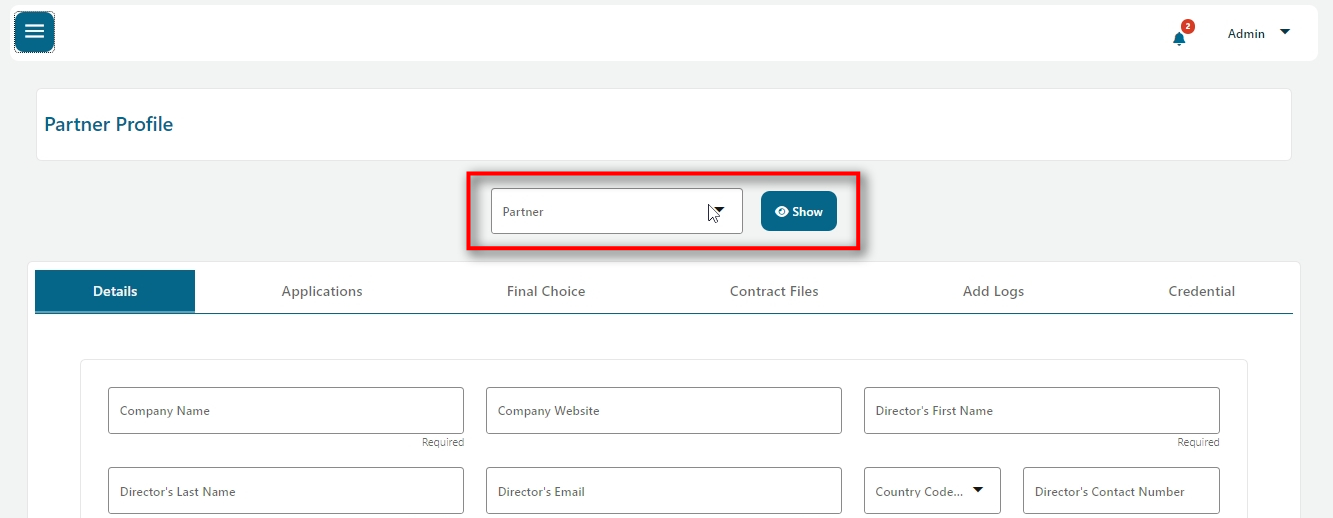 2
Admin
Partner Profile
Partner
Show
Details Applications Final Choice Contract Files Add Logs Credential
Company Name Company Website Director's First Name
Required Required
Director's Last Name Director's Email Country Code... Director's Contact Number